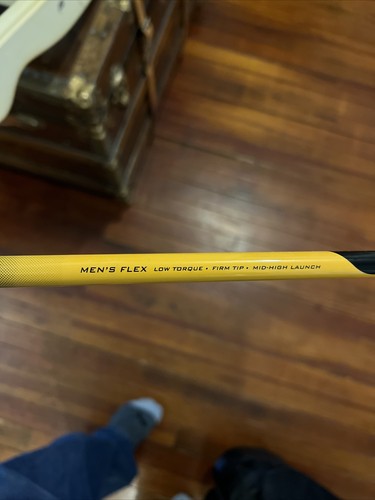 MEN'S FLEX LOW TORQUE • FIRM TIP • MID-HIGH LAUNCH